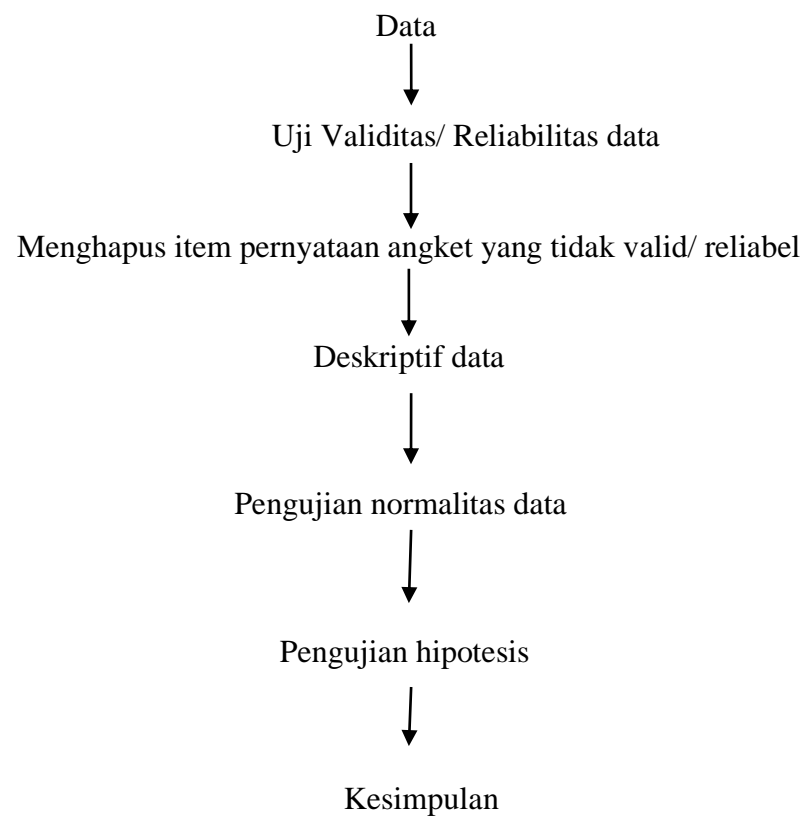 Data
Uji Validitas/ Reliabilitas data
Menghapus item pernyataan angket yang tidak valid/ reliabel
Deskriptif data
Pengujian normalitas data
Pengujian hipotesis
Kesimpulan